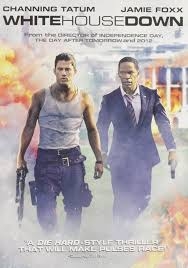 CHANNING TATUM JAMIE FOXX
WHITE HOUSE DOWN
From the DIRECTOR OF INDEPENDENCE DAY,
THE DAY AFTER TOMORROW and 2012
'A DIE HARD-STYLE THRILLER
THAT WILL MAKE PULSES RACE'